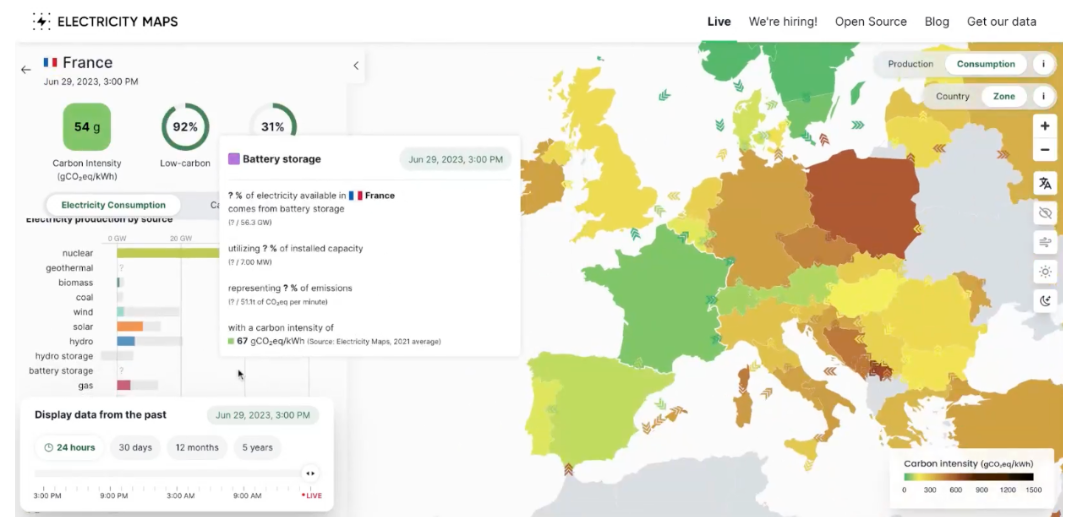 ELECTRICITY MAPS
Live We're hiring! Open Source Blog Get our data
France
Jun 29, 2023, 3:00 PM
54 g
92%
31%
Carbon Intensity
(gCO₂eq/kWh)
Low-carbon
Electricity Consumption
Ca
Electricity production by source
0 GW 20 GW
nuclear
geothermal ?
biomass
coal
wind
solar
hydro
hydro storage
battery storage ?
gas
Battery storage Jun 29, 2023, 3:00 PM
? % of electricity available in France
comes from battery storage
(? / 56.3 GW)
utilizing ? % of installed capacity
(? / 7.00 MW)
representing ? % of emissions
(? / 51.1t of CO₂eq per minute)
with a carbon intensity of
67 gCO₂eq/kWh (Source: Electricity Maps, 2021 average)
Display data from the past Jun 29, 2023, 3:00 PM
24 hours 30 days 12 months 5 years
3:00 PM 9:00 PM 3:00 AM 9:00 AM LIVE
Production Consumption i
Country Zone i
Carbon intensity (gCO₂eq/kWh)
0 300 600 900 1200 1500